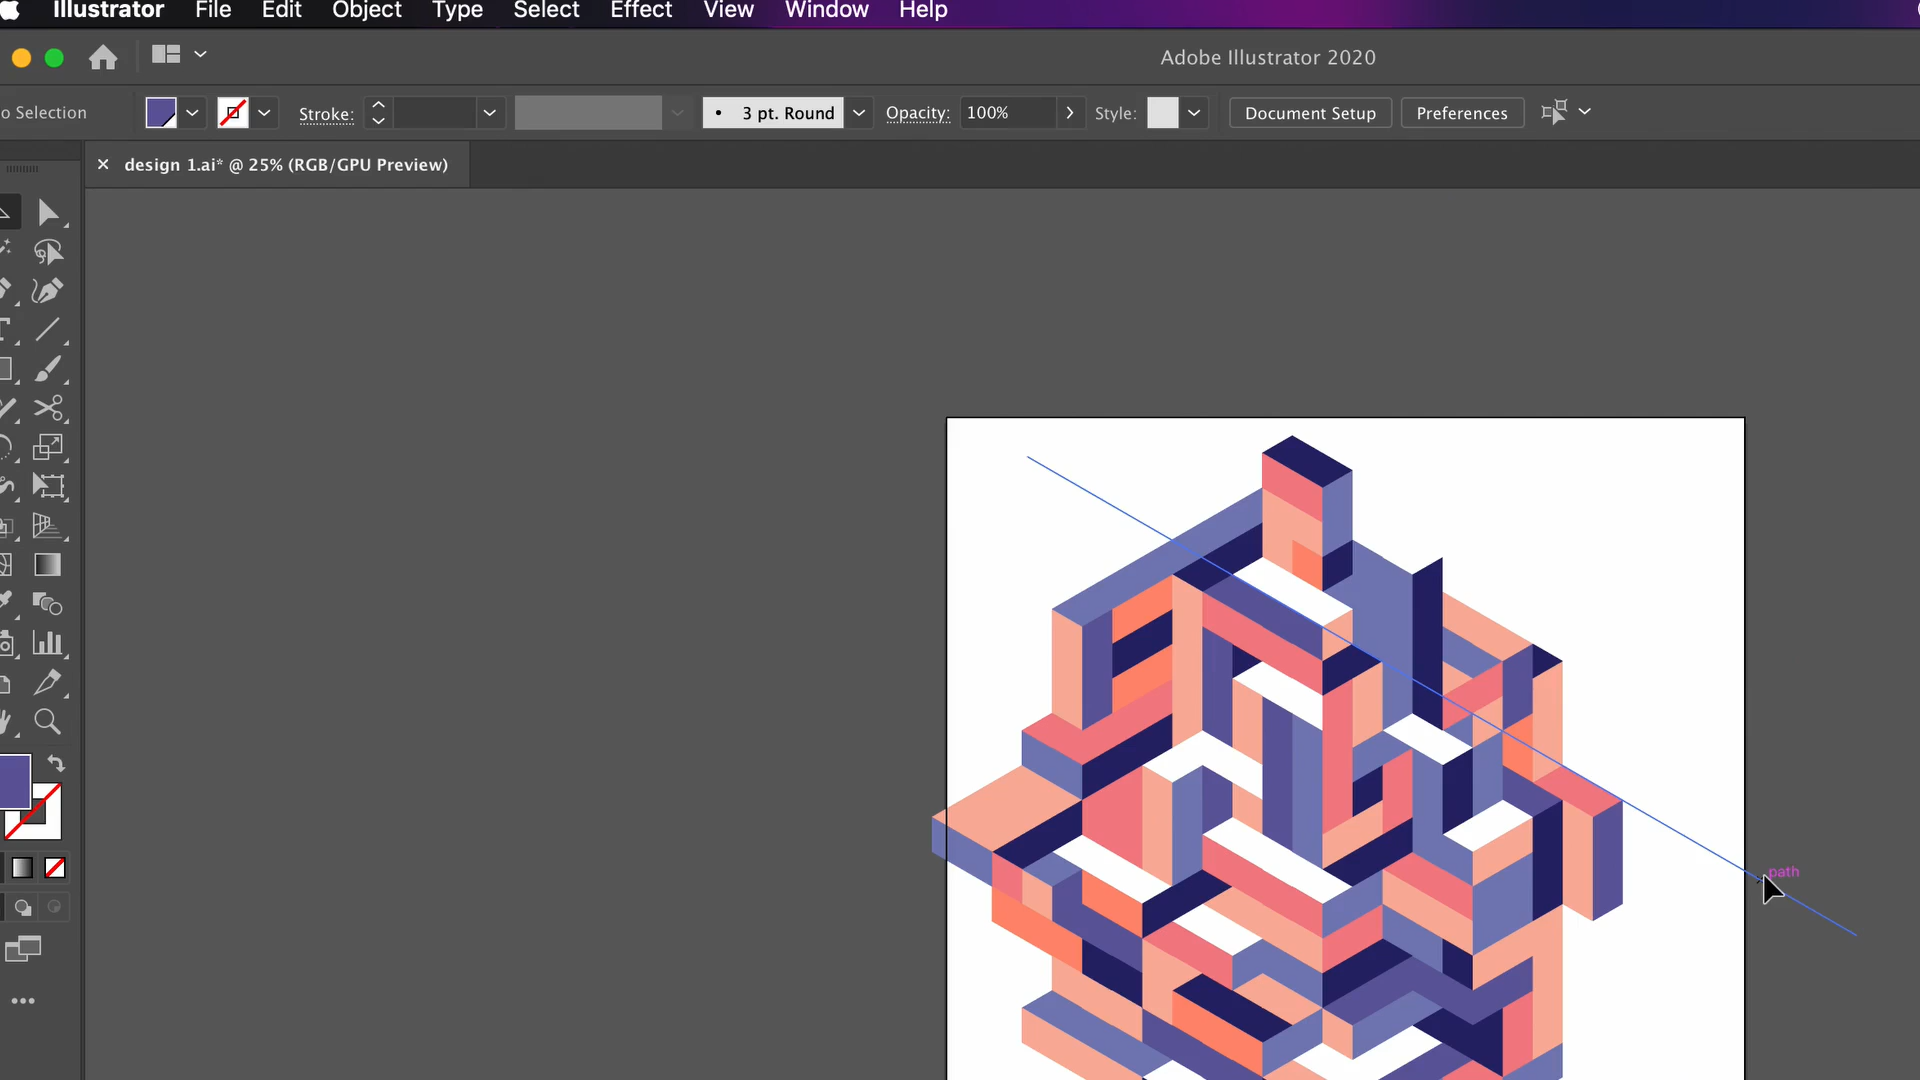 Illustrator File Edit Object Type Select Effect View Window Help
Adobe Illustrator 2020
o Selection Stroke: 3 pt. Round Opacity: 100% Style: Document Setup Preferences
× design 1.ai* @ 25% (RGB/GPU Preview)
path